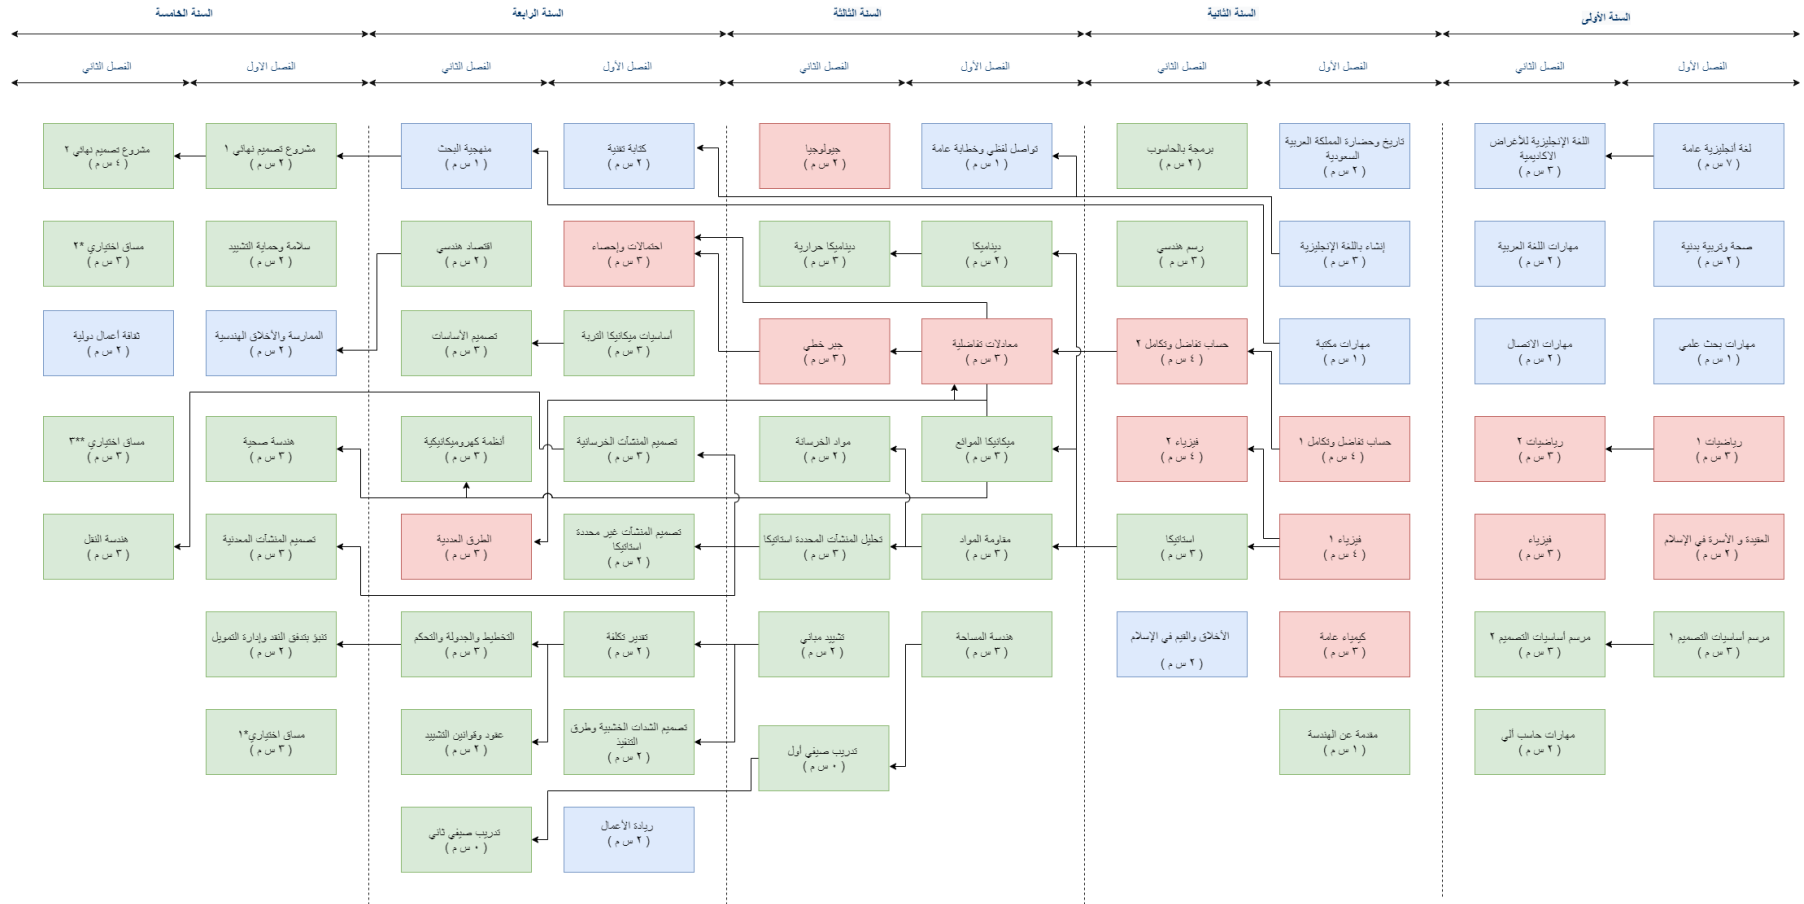 السنة الأولى
السنة الثانية
السنة الثالثة
السنة الرابعة
السنة الخامسة
الفصل الأول
الفصل الثاني
الفصل الأول
الفصل الثاني
الفصل الأول
الفصل الثاني
الفصل الأول
الفصل الثاني
الفصل الاول
الفصل الثاني
لغة أنجليزية عامة
( ٧ س م )
صحة وتربية بدنية
( ٢ س م )
مهارات بحث علمي
( ١ س م )
رياضيات ١
( ٣ س م )
العقيدة و الأسرة في الإسلام
( ٢ س م )
مرسم أساسيات التصميم ١
( ٣ س م )
اللغة الإنجليزية للأغراض
الاكاديمية
( ٣ س م )
مهارات اللغة العربية
( ٢ س م )
مهارات الاتصال
( ٢ س م )
رياضيات ٢
( ٣ س م )
فيزياء
( ٣ س م )
مرسم أساسيات التصميم ٢
( ٣ س م )
مهارات حاسب ألي
( ٢ س م )
تاريخ وحضارة المملكة العربية
السعودية
( ٢ س م )
إنشاء باللغة الإنجليزية
( ٣ س م )
مهارات مكتبة
( ١ س م )
حساب تفاضل وتكامل ١
( ٤ س م )
فيزياء ١
( ٤ س م )
كيمياء عامة
( ٣ س م )
مقدمة عن الهندسة
( ١ س م )
برمجة بالحاسوب
( ٢ س م )
رسم هندسي
( ٣ س م )
حساب تفاضل وتكامل ٢
( ٤ س م )
فيزياء ٢
( ٤ س م )
استاتيكا
( ٣ س م )
الأخلاق والقيم في الإسلام
( ٢ س م )
تواصل لفظي وخطابة عامة
( ١ س م )
ديناميكا
( ٢ س م )
معادلات تفاضلية
( ٣ س م )
ميكانيكا الموائع
( ٣ س م )
مقاومة المواد
( ٣ س م )
هندسة المساحة
( ٣ س م )
جيولوجيا
( ٢ س م )
ديناميكا حرارية
( ٣ س م )
جبر خطي
( ٣ س م )
مواد الخرسانة
( ٢ س م )
تحليل المنشآت المحددة استاتيكا
( ٣ س م )
تشييد مباني
( ٢ س م )
تدريب صيفي أول
( ٠ س م )
كتابة تقنية
( ٢ س م )
احتمالات وإحصاء
( ٣ س م )
أساسيات ميكانيكا التربة
( ٣ س م )
تصميم المنشآت الخرسانية
( ٣ س م )
تصميم المنشآت غير محددة
استاتيكا
( ٢ س م )
تقدير تكلفة
( ٢ س م )
تصميم الشدات الخشبية وطرق
التنفيذ
( ٢ س م )
ريادة الأعمال
( ٢ س م )
منهجية البحث
( ١ س م )
اقتصاد هندسي
( ٢ س م )
تصميم الأساسات
( ٣ س م )
أنظمة كهروميكانيكية
( ٣ س م )
الطرق العددية
( ٣ س م )
التخطيط والجدولة والتحكم
( ٣ س م )
عقود وقوانين التشييد
( ٢ س م )
تدريب صيفي ثاني
( ٠ س م )
مشروع تصميم نهائي ١
( ٢ س م )
سلامة وحماية التشييد
( ٢ س م )
الممارسة والأخلاق الهندسية
( ٢ س م )
هندسة صحية
( ٣ س م )
تصميم المنشآت المعدنية
( ٣ س م )
تنبؤ بتدفق النقد وإدارة التمويل
( ٢ س م )
مساق اختياري*١
( ٣ س م )
مشروع تصميم نهائي ٢
( ٤ س م )
مساق اختياري *٢
( ٣ س م )
ثقافة أعمال دولية
( ٢ س م )
مساق اختياري **٣
( ٣ س م )
هندسة النقل
( ٣ س م )